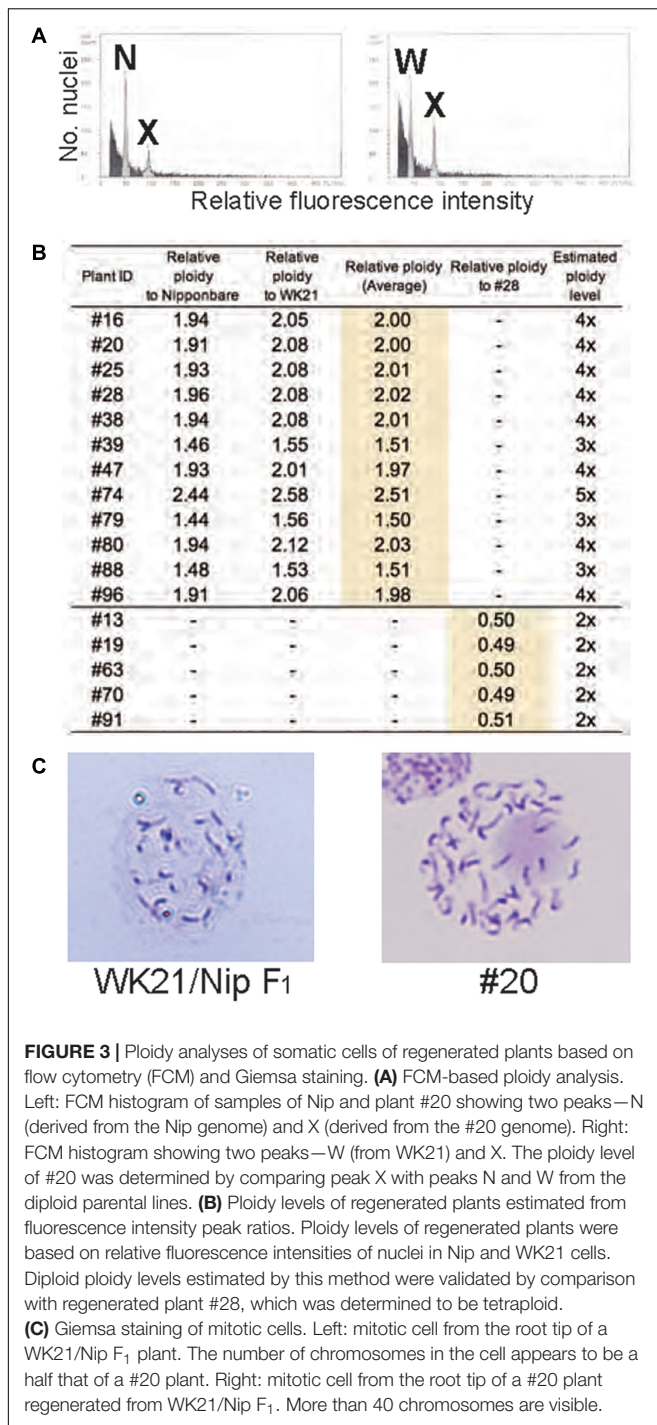 A
N
X
W
X
No. nuclei
Relative fluorescence intensity
B
Plant ID Relative ploidy to Nipponbare Relative ploidy to WK21 Relative ploidy (Average) Relative ploidy to #28 Estimated ploidy level
#16 1.94 2.05 2.00 - 4x
#20 1.91 2.08 2.00 - 4x
#25 1.93 2.08 2.01 - 4x
#28 1.96 2.08 2.02 - 4x
#38 1.94 2.08 2.01 - 4x
#39 1.46 1.55 1.51 - 3x
#47 1.93 2.01 1.97 - 4x
#74 2.44 2.58 2.51 - 5x
#79 1.44 1.56 1.50 - 3x
#80 1.94 2.12 2.03 - 4x
#88 1.48 1.53 1.51 - 3x
#96 1.91 2.06 1.98 - 4x
#13 - - - 0.50 2x
#19 - - - 0.49 2x
#63 - - - 0.50 2x
#70 - - - 0.49 2x
#91 - - - 0.51 2x
C
WK21/Nip F1
#20
FIGURE 3 | Ploidy analyses of somatic cells of regenerated plants based on
flow cytometry (FCM) and Giemsa staining. (A) FCM-based ploidy analysis.
Left: FCM histogram of samples of Nip and plant #20 showing two peaks—N
(derived from the Nip genome) and X (derived from the #20 genome). Right:
FCM histogram showing two peaks—W (from WK21) and X. The ploidy level
of #20 was determined by comparing peak X with peaks N and W from the
diploid parental lines. (B) Ploidy levels of regenerated plants estimated from
fluorescence intensity peak ratios. Ploidy levels of regenerated plants were
based on relative fluorescence intensities of nuclei in Nip and WK21 cells.
Diploid ploidy levels estimated by this method were validated by comparison
with regenerated plant #28, which was determined to be tetraploid.
(C) Giemsa staining of mitotic cells. Left: mitotic cell from the root tip of a
WK21/Nip F1 plant. The number of chromosomes in the cell appears to be a
half that of a #20 plant. Right: mitotic cell from the root tip of a #20 plant
regenerated from WK21/Nip F1. More than 40 chromosomes are visible.